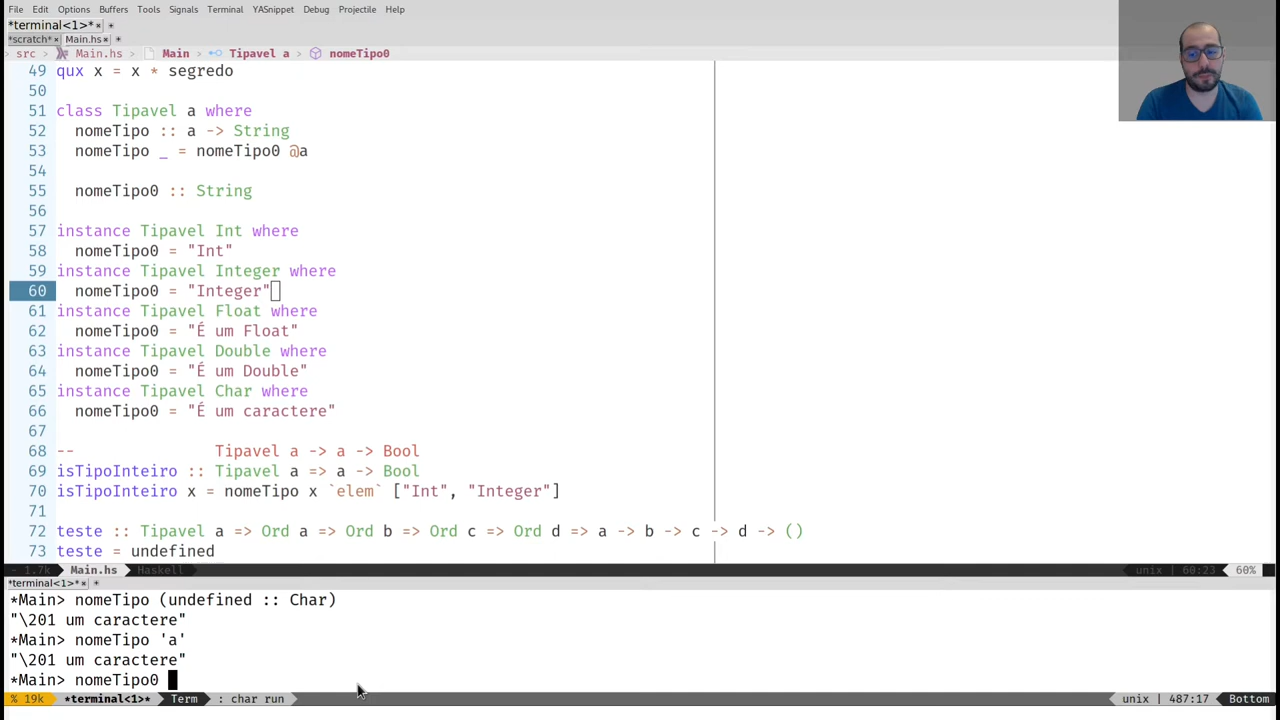 File Edit Options Buffers Tools Signals Terminal YASnippet Debug Projectile Help
*terminal<1>*× +
*scratch*× Main.hs× +
> src > Main.hs > Main > Tipavel a > nomeTipo0
49 qux x = x * segredo
50
51 class Tipavel a where
52 nomeTipo :: a -> String
53 nomeTipo _ = nomeTipo0 @a
54
55 nomeTipo0 :: String
56
57 instance Tipavel Int where
58 nomeTipo0 = "Int"
59 instance Tipavel Integer where
60 nomeTipo0 = "Integer"
61 instance Tipavel Float where
62 nomeTipo0 = "É um Float"
63 instance Tipavel Double where
64 nomeTipo0 = "É um Double"
65 instance Tipavel Char where
66 nomeTipo0 = "É um caractere"
67
68 -- Tipavel a -> a -> Bool
69 isTipoInteiro :: Tipavel a => a -> Bool
70 isTipoInteiro x = nomeTipo x `elem` ["Int", "Integer"]
71
72 teste :: Tipavel a => Ord a => Ord b => Ord c => Ord d => a -> b -> c -> d -> ()
73 teste = undefined
- 1.7k Main.hs Haskell unix | 60:23 60%
*terminal<1>*× +
*Main> nomeTipo (undefined :: Char)
"\201 um caractere"
*Main> nomeTipo 'a'
"\201 um caractere"
*Main> nomeTipo0
% 19k *terminal<1>* Term : char run unix | 487:17 Bottom